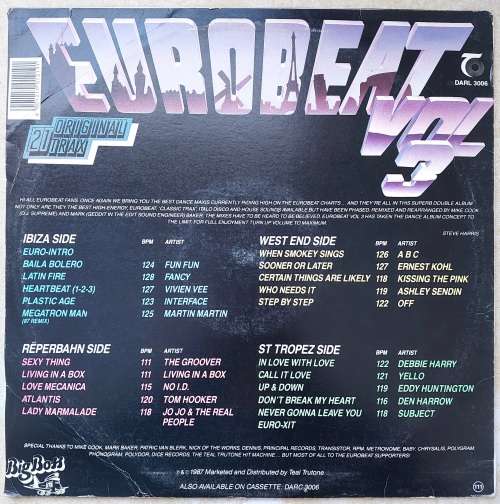 EUROBEAT
VOL
3
DARL 3006
20 ORIGINAL
TRAX
HI-ALL EUROBEAT FANS. ONCE AGAIN WE BRING YOU THE BEST DANCE MIXES CURRENTLY RIDING HIGH ON THE EUROBEAT CHARTS ... AND THEY'RE ALL IN THIS SUPERB DOUBLE ALBUM
NOT ONLY ARE THEY THE BEST HIGH-ENERGY, EUROBEAT, 'CLASSIC TRAX', ITALO DISCO AND HOUSE SOUNDS AVAILABLE BUT HAVE BEEN PHASED, REMIXED AND REARRANGED BY MIKE COOK
(D.J. SUPREME) AND MARK (GEDDIT IN THE EDIT SOUND ENGINEER) BAKER. THE MIXES HAVE TO BE HEARD TO BE BELIEVED. EUROBEAT VOL 3 HAS TAKEN THE DANCE ALBUM CONCEPT TO
THE LIMIT. FOR FULL ENJOYMENT TURN UP VOLUME TO MAXIMUM.
STEVE HARRIS
IBIZA SIDE BPM ARTIST
EURO-INTRO
BAILA BOLERO 124 FUN FUN
LATIN FIRE 128 FANCY
HEARTBEAT (1-2-3) 127 VIVIEN VEE
PLASTIC AGE 123 INTERFACE
MEGATRON MAN 125 MARTIN MARTIN
(87 REMIX)
WEST END SIDE BPM ARTIST
WHEN SMOKEY SINGS 126 A B C
SOONER OR LATER 127 ERNEST KOHL
CERTAIN THINGS ARE LIKELY 118 KISSING THE PINK
WHO NEEDS IT 119 ASHLEY SENDIN
STEP BY STEP 122 OFF
RËPERBAHN SIDE BPM ARTIST
SEXY THING 111 THE GROOVER
LIVING IN A BOX 111 LIVING IN A BOX
LOVE MECANICA 115 NO I.D.
ATLANTIS 120 TOM HOOKER
LADY MARMALADE 118 JO JO & THE REAL
PEOPLE
ST TROPEZ SIDE BPM ARTIST
IN LOVE WITH LOVE 122 DEBBIE HARRY
CALL IT LOVE 121 YELLO
UP & DOWN 119 EDDY HUNTINGTON
DON'T BREAK MY HEART 116 DEN HARROW
NEVER GONNA LEAVE YOU 118 SUBJECT
EURO-XIT
SPECIAL THANKS TO MIKE COOK, MARK BAKER, PATRIC VAN BLERK, NICK OF THE WORKS, DENNIS, PRINCIPAL RECORDS, TRANSISTOR, RPM, METRONOME, BABY, CHRYSALIS, POLYGRAM,
PHONOGRAM, POLYDOR, DICE RECORDS, THE TEAL TRUTONE HIT MACHINE ... BUT MOST OF ALL TO THE EUROBEAT SUPPORTERS!
Big Bott
℗ & © 1987 Marketed and Distributed by Teal Trutone
ALSO AVAILABLE ON CASSETTE: DARC 3006
111